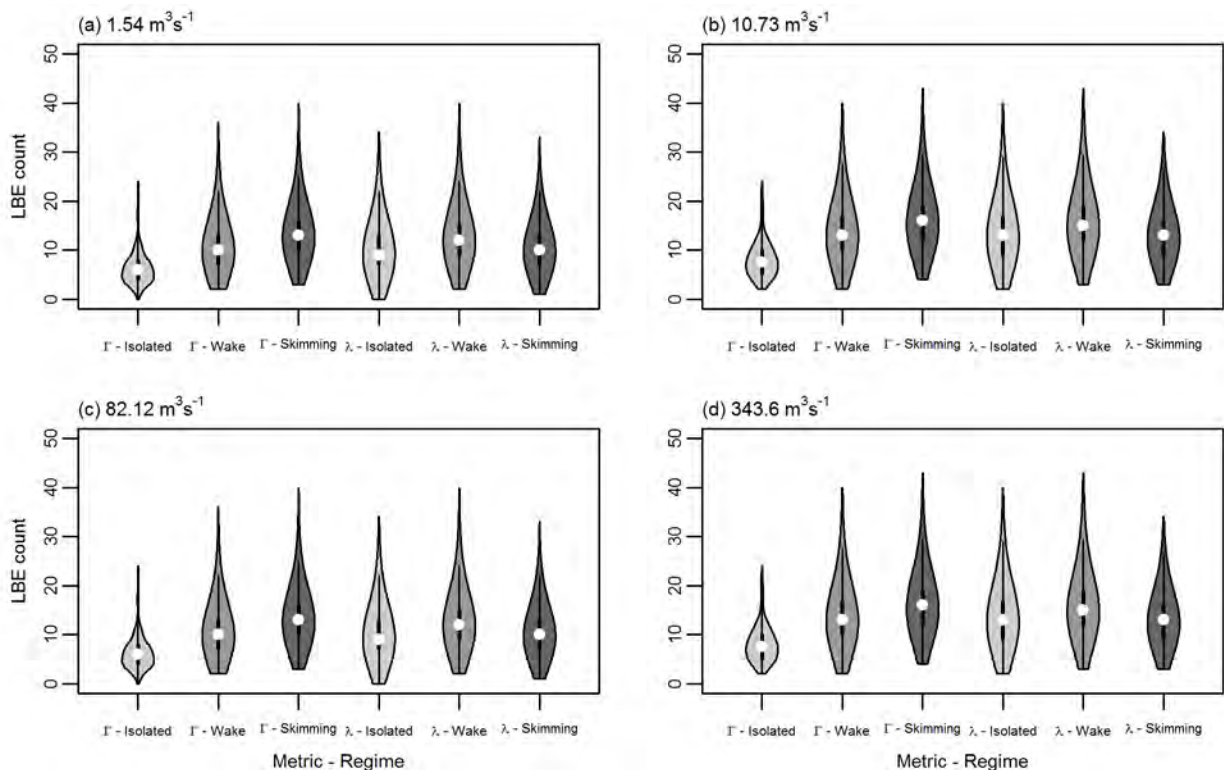 (a) 1.54 m³s⁻¹
(b) 10.73 m³s⁻¹
LBE count
50
40
30
20
10
0
50
40
30
20
10
0
Γ - Isolated Γ - Wake Γ - Skimming λ - Isolated λ - Wake λ - Skimming
Γ - Isolated Γ - Wake Γ - Skimming λ - Isolated λ - Wake λ - Skimming
(c) 82.12 m³s⁻¹
(d) 343.6 m³s⁻¹
LBE count
50
40
30
20
10
0
50
40
30
20
10
0
Γ - Isolated Γ - Wake Γ - Skimming λ - Isolated λ - Wake λ - Skimming
Γ - Isolated Γ - Wake Γ - Skimming λ - Isolated λ - Wake λ - Skimming
Metric - Regime
Metric - Regime